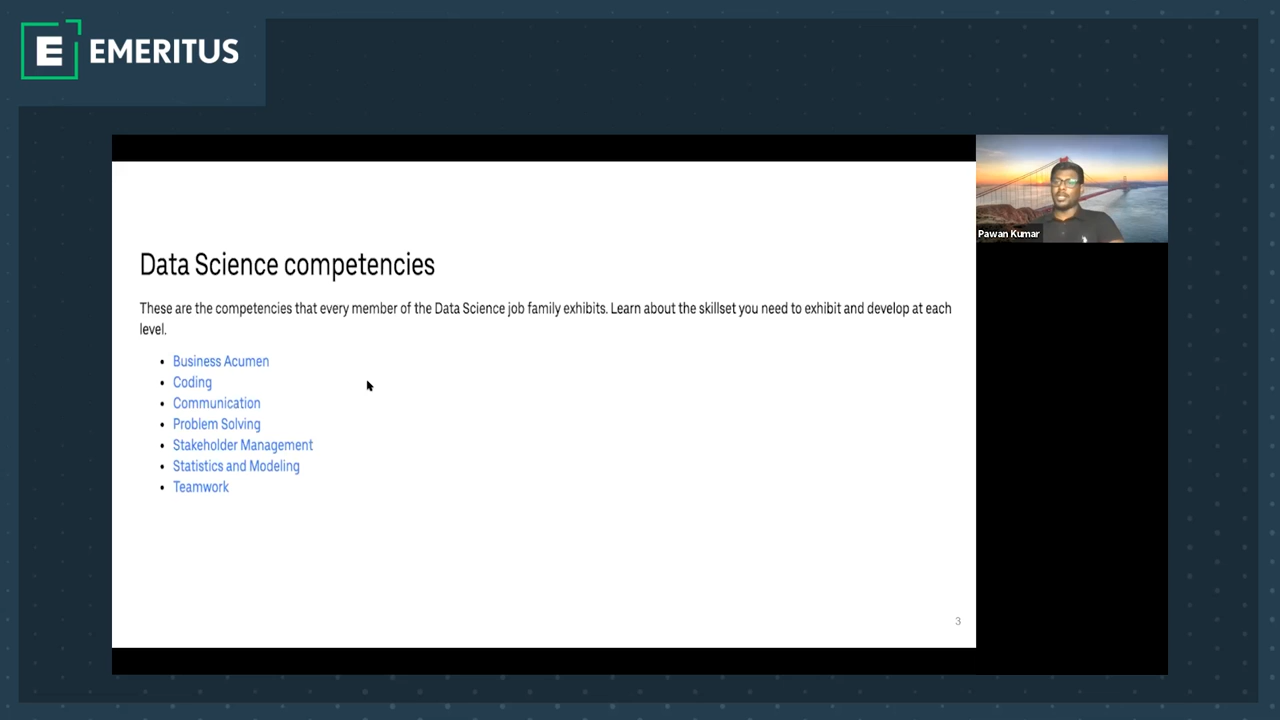 E EMERITUS
Pawan Kumar
Data Science competencies
These are the competencies that every member of the Data Science job family exhibits. Learn about the skillset you need to exhibit and develop at each
level.
• Business Acumen
• Coding
• Communication
• Problem Solving
• Stakeholder Management
• Statistics and Modeling
• Teamwork
3